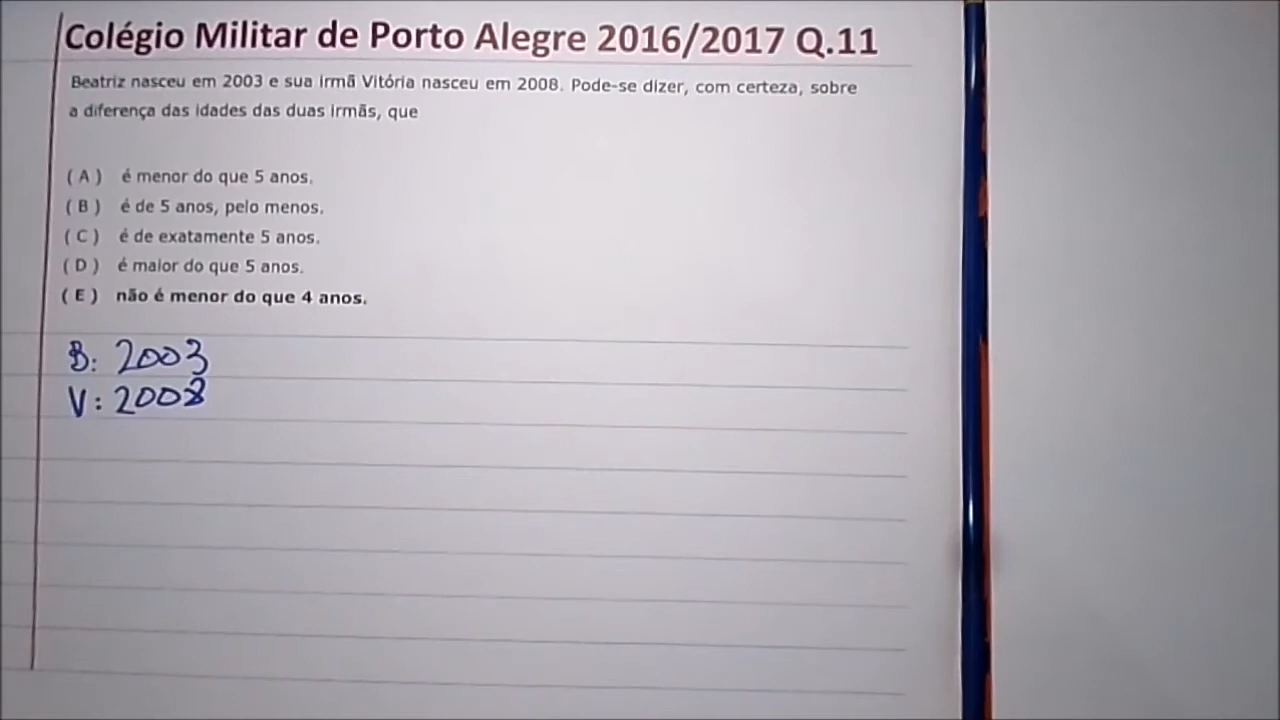 Colégio Militar de Porto Alegre 2016/2017 Q.11
Beatriz nasceu em 2003 e sua irmã Vitória nasceu em 2008. Pode-se dizer, com certeza, sobre
a diferença das idades das duas irmãs, que
( A ) é menor do que 5 anos.
( B ) é de 5 anos, pelo menos.
( C ) é de exatamente 5 anos.
( D ) é maior do que 5 anos.
( E ) não é menor do que 4 anos.
B: 2003
V: 2008